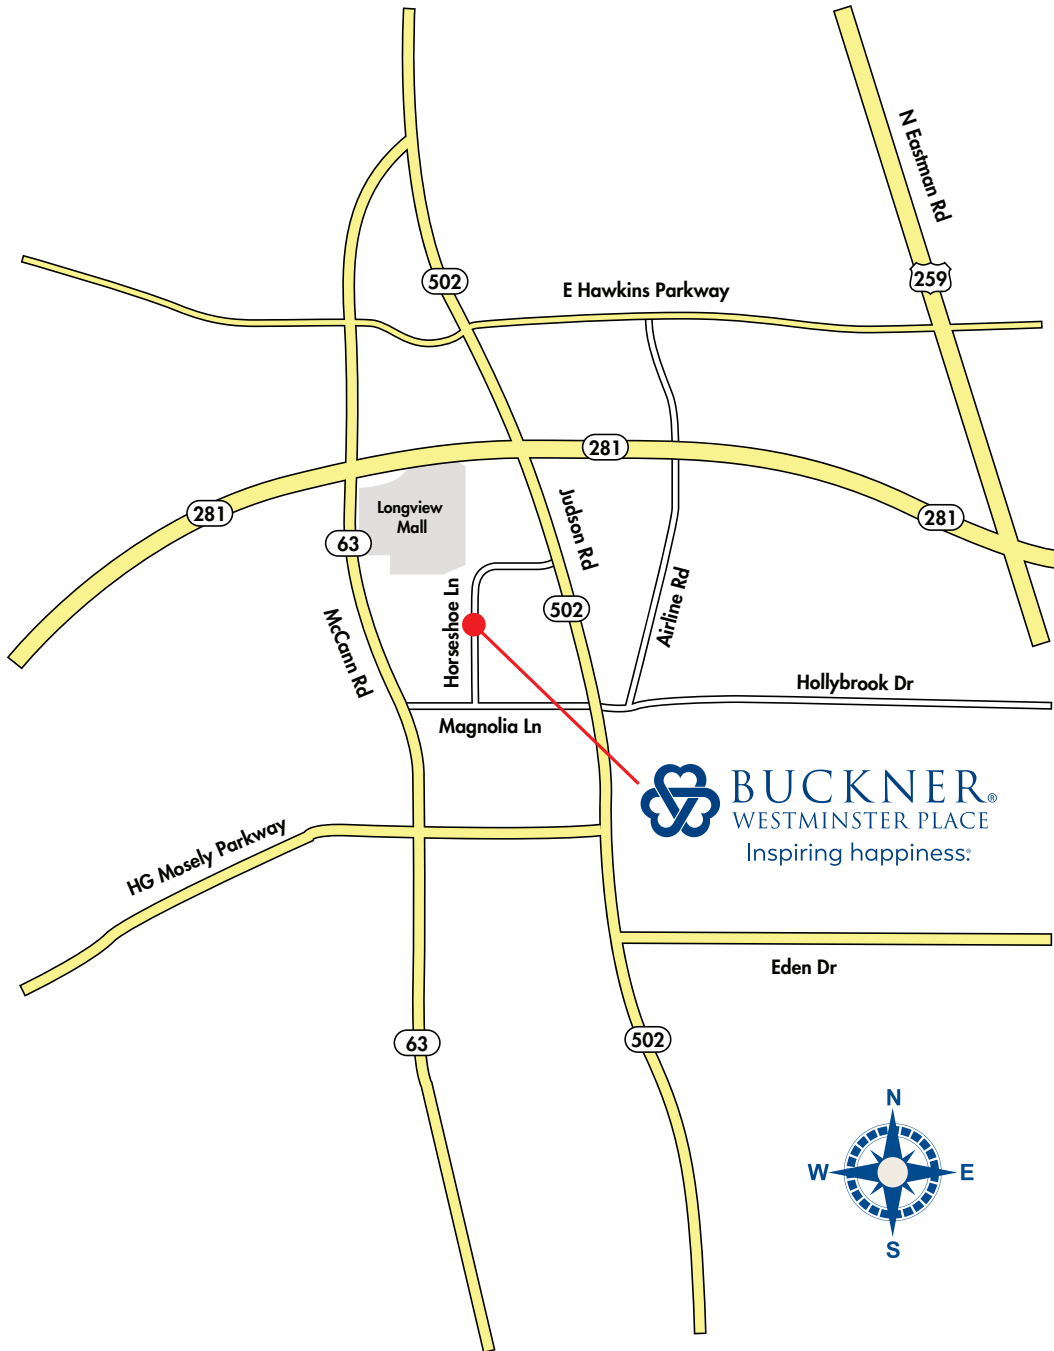 N Eastman Rd
259
502
E Hawkins Parkway
281
281
281
Longview
Mall
63
Judson Rd
Horseshoe Ln
502
Airline Rd
McCann Rd
Hollybrook Dr
Magnolia Ln
BUCKNER®
WESTMINSTER PLACE
Inspiring happiness®
HG Mosely Parkway
Eden Dr
63
502
N
W
E
S